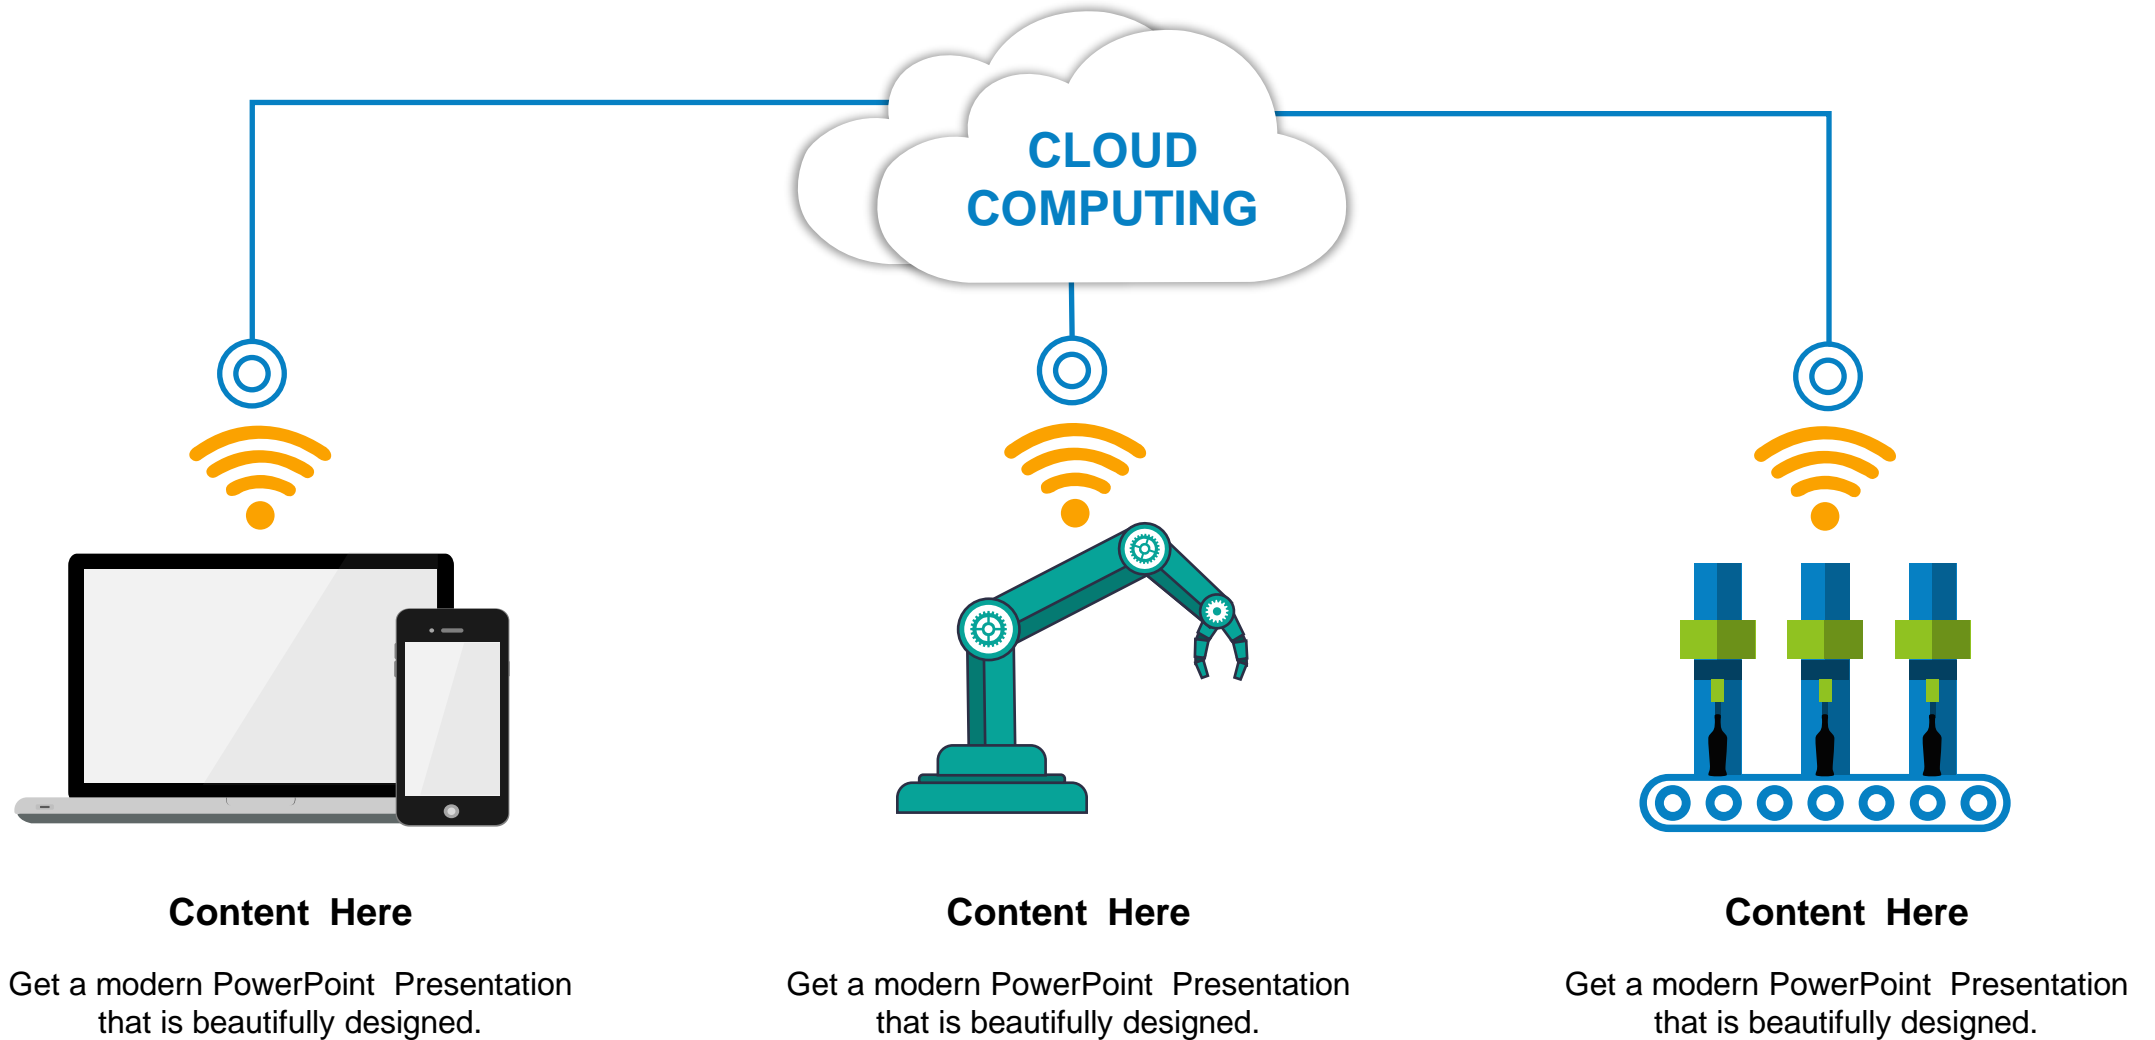 CLOUD
COMPUTING
Content  Here
Get a modern PowerPoint  Presentation
that is beautifully designed.
Content  Here
Get a modern PowerPoint  Presentation
that is beautifully designed.
Content  Here
Get a modern PowerPoint  Presentation
that is beautifully designed.